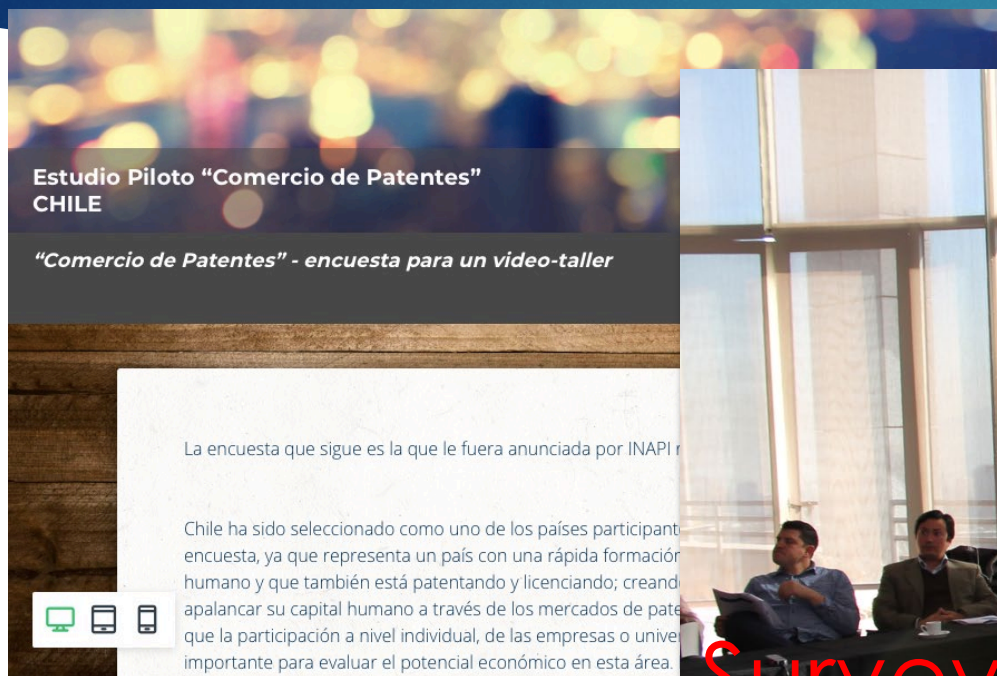 Estudio Piloto “Comercio de Patentes”
CHILE
“Comercio de Patentes” - encuesta para un video-taller
La encuesta que sigue es la que le fuera anunciada por INAPI
Chile ha sido seleccionado como uno de los países participant
encuesta, ya que representa un país con una rápida formación
humano y que también está patentando y licenciando; creand
apalancar su capital humano a través de los mercados de pate
que la participación a nivel individual, de las empresas o unive
importante para evaluar el potencial económico en esta área.
Survey